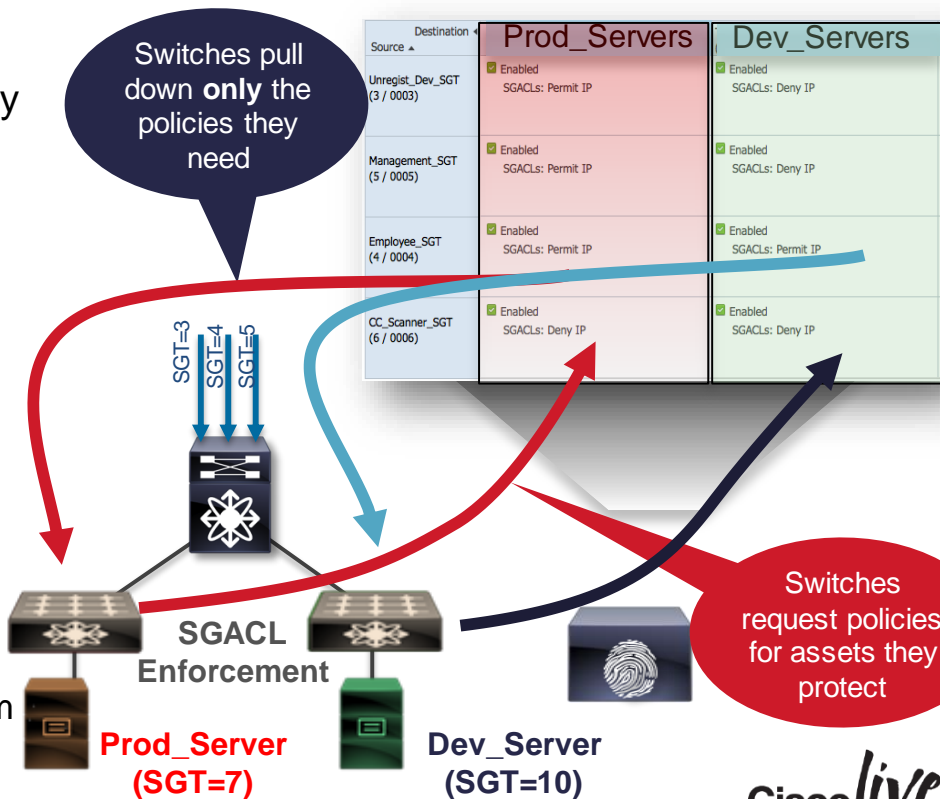 y
Switches pull
down only the
policies they
need
Destination
Source
Prod_Servers
Dev_Servers
Unregist_Dev_SGT
(3 / 0003)
Enabled
SGACLs: Permit IP
Enabled
SGACLs: Deny IP
Management_SGT
(5 / 0005)
Enabled
SGACLs: Permit IP
Enabled
SGACLs: Deny IP
Employee_SGT
(4 / 0004)
Enabled
SGACLs: Permit IP
Enabled
SGACLs: Permit IP
CC_Scanner_SGT
(6 / 0006)
Enabled
SGACLs: Deny IP
Enabled
SGACLs: Deny IP
SGT=3
SGT=4
SGT=5
SGACL
Enforcement
Switches
request policies
for assets they
protect
Prod_Server
(SGT=7)
Dev_Server
(SGT=10)
Cisco live